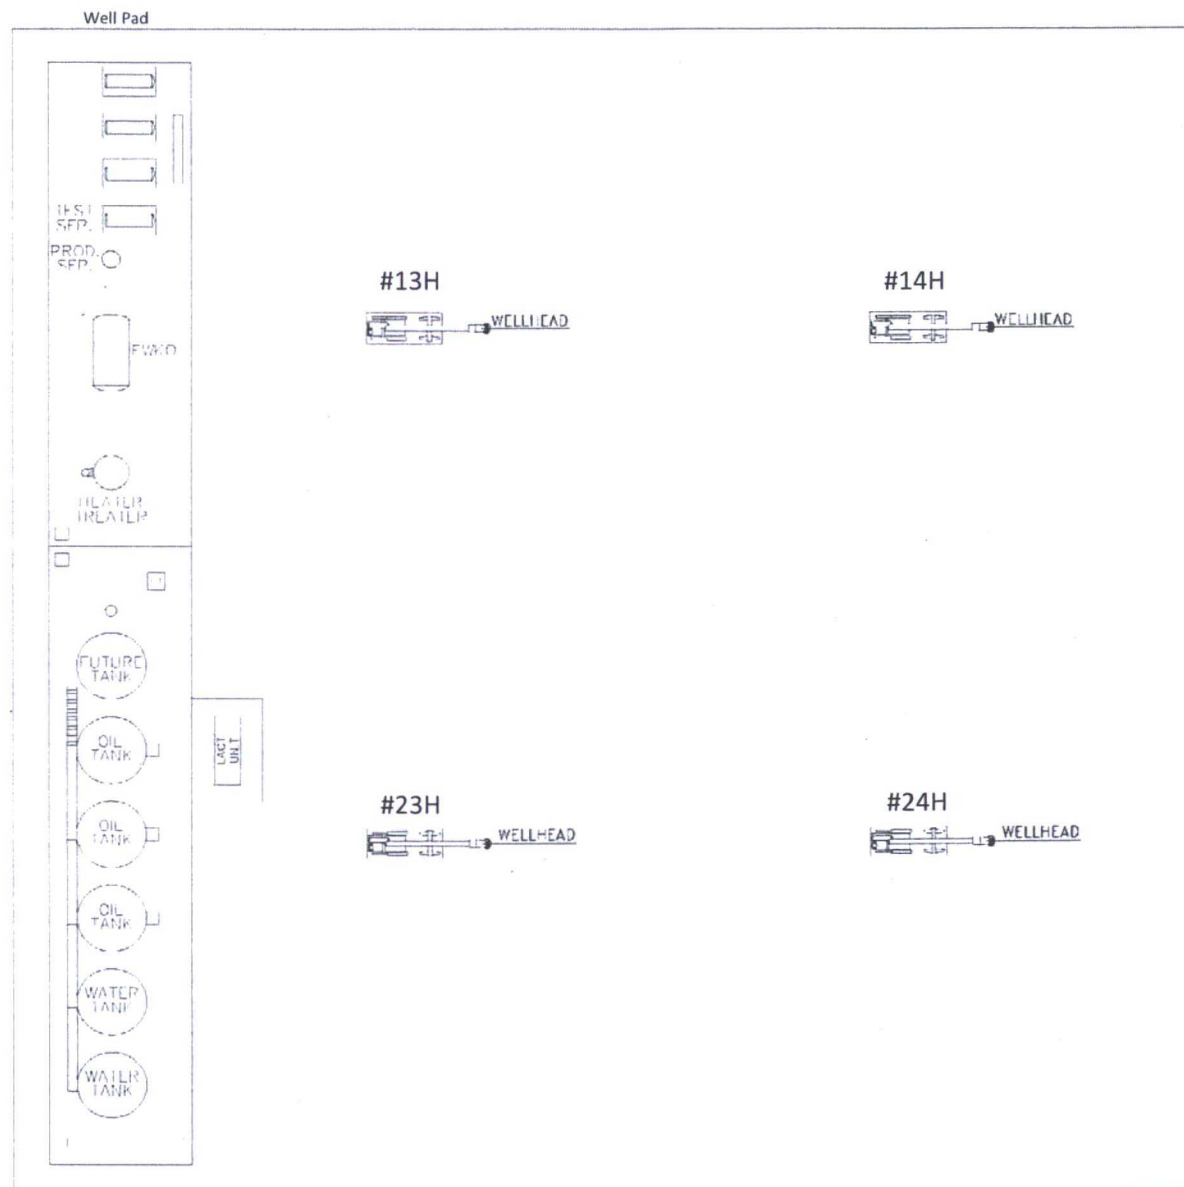 Well Pad
TEST
SEP.
PROD.
SEP.
#13H
WELLHEAD
#14H
WELLHEAD
FWKO
HEATER
TREATER
FUTURE
TANK
OIL
TANK
LACT
UNIT
#23H
WELLHEAD
#24H
WELLHEAD
OIL
TANK
OIL
TANK
WATER
TANK
WATER
TANK